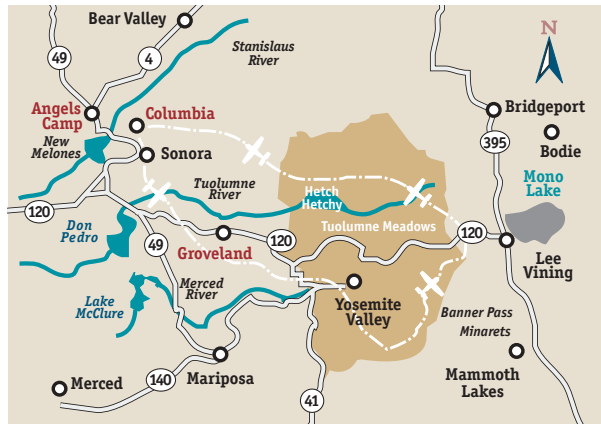 Bear Valley
N
49
4
Stanislaus
River
Angels
Camp
Columbia
Bridgeport
395
Bodie
New
Melones
Sonora
Mono
Lake
Tuolumne
River
Hetch
Hetchy
120
Don
Pedro
49
Groveland
120
Tuolumne Meadows
120
Lee
Vining
Merced
River
Lake
McClure
Yosemite
Valley
Banner Pass
Minarets
Merced
140
Mariposa
41
Mammoth
Lakes